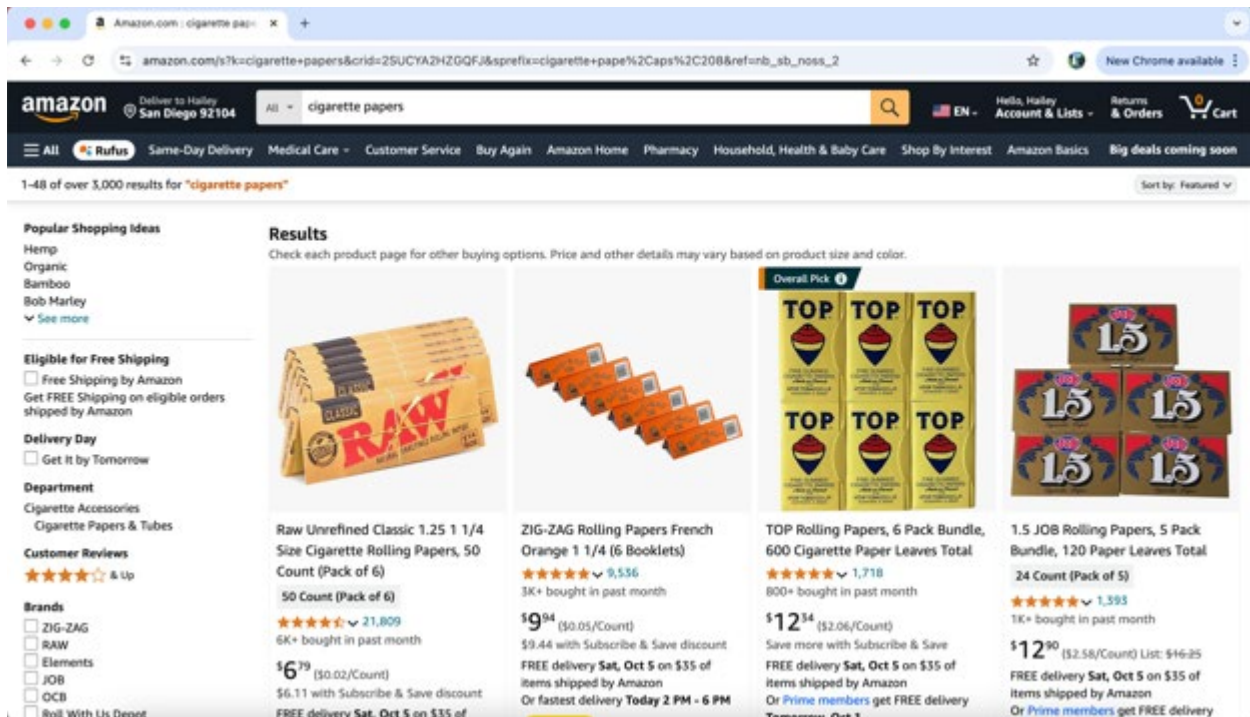 Amazon.com : cigarette pap
amazon.com/s?k=cigarette+papers&crid=2SUCYA2HZGQFJ&sprefix=cigarette+pape%2Caps%2C208&ref=nb_sb_noss_2
New Chrome available
amazon
Deliver to Hailey
San Diego 92104
All
cigarette papers
EN
Hello, Hailey
Account & Lists
Returns
& Orders
0
Cart
All
Rufus
Same-Day Delivery
Medical Care
Customer Service
Buy Again
Amazon Home
Pharmacy
Household, Health & Baby Care
Shop By Interest
Amazon Basics
Big deals coming soon
1-48 of over 3,000 results for "cigarette papers"
Sort by: Featured
Popular Shopping Ideas
Hemp
Organic
Bamboo
Bob Marley
See more
Eligible for Free Shipping
Free Shipping by Amazon
Get FREE Shipping on eligible orders
shipped by Amazon
Delivery Day
Get It by Tomorrow
Department
Cigarette Accessories
Cigarette Papers & Tubes
Customer Reviews
& Up
Brands
ZIG-ZAG
RAW
Elements
JOB
OCB
Roll With Us Depot
Results
Check each product page for other buying options. Price and other details may vary based on product size and color.
CLASSIC
RAW
Raw Unrefined Classic 1.25 1 1/4
Size Cigarette Rolling Papers, 50
Count (Pack of 6)
50 Count (Pack of 6)
21,809
6K+ bought in past month
$6.79 ($0.02/Count)
$6.11 with Subscribe & Save discount
FREE delivery Sat, Oct 5 on $35 of
ZIG-ZAG Rolling Papers French
Orange 1 1/4 (6 Booklets)
9,536
3K+ bought in past month
$9.94 ($0.05/Count)
$9.44 with Subscribe & Save discount
FREE delivery Sat, Oct 5 on $35 of
items shipped by Amazon
Or fastest delivery Today 2 PM - 6 PM
Overall Pick
TOP TOP TOP
TOP TOP TOP
TOP Rolling Papers, 6 Pack Bundle,
600 Cigarette Paper Leaves Total
1,718
800+ bought in past month
$12.34 ($2.06/Count)
Save more with Subscribe & Save
FREE delivery Sat, Oct 5 on $35 of
items shipped by Amazon
Or Prime members get FREE delivery
Tomorrow, Oct 3
1.5
1.5 1.5
1.5 1.5
1.5 JOB Rolling Papers, 5 Pack
Bundle, 120 Paper Leaves Total
24 Count (Pack of 5)
1,393
1K+ bought in past month
$12.90 ($2.58/Count) List: $16.25
FREE delivery Sat, Oct 5 on $35 of
items shipped by Amazon
Or Prime members get FREE delivery